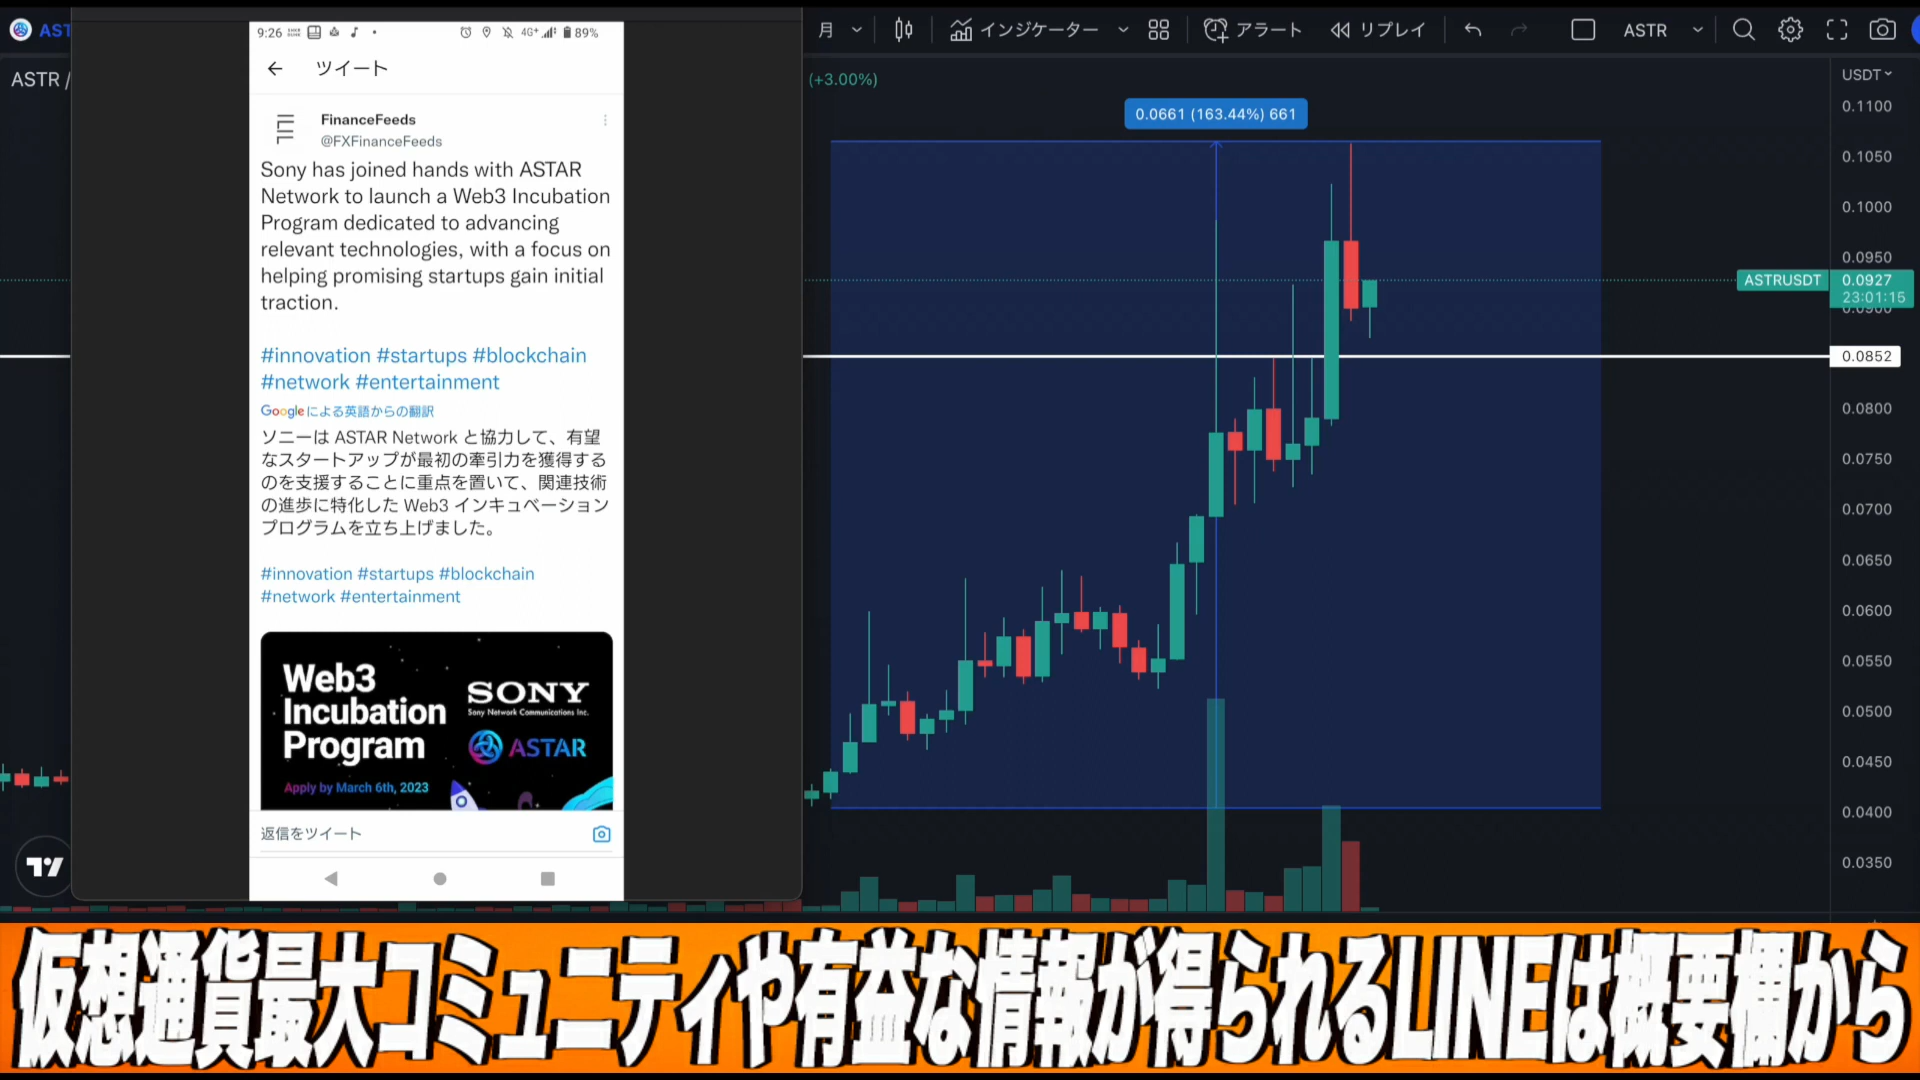 AST
ASTR /
9:26
4G+
89%
ツイート
FinanceFeeds
@FXFinanceFeeds
Sony has joined hands with ASTAR
Network to launch a Web3 Incubation
Program dedicated to advancing
relevant technologies, with a focus on
helping promising startups gain initial
traction.
#innovation #startups #blockchain
#network #entertainment
Googleによる英語からの翻訳
ソニーは ASTAR Network と協力して、有望
なスタートアップが最初の牽引力を獲得する
のを支援することに重点を置いて、関連技術
の進歩に特化した Web3 インキュベーション
プログラムを立ち上げました。
#innovation #startups #blockchain
#network #entertainment
Web3
Incubation
Program
SONY
Sony Network Communications Inc.
ASTAR
Apply by March 6th, 2023
返信をツイート
月
インジケーター
アラート
リプレイ
ASTR
(+3.00%)
0.0661 (163.44%) 661
USDT
0.1100
0.1050
0.1000
0.0950
ASTRUSDT
0.0927
23:01:15
0.0900
0.0852
0.0800
0.0750
0.0700
0.0650
0.0600
0.0550
0.0500
0.0450
0.0400
0.0350
仮想通貨最大コミュニティや有益な情報が得られるLINEは概要欄から